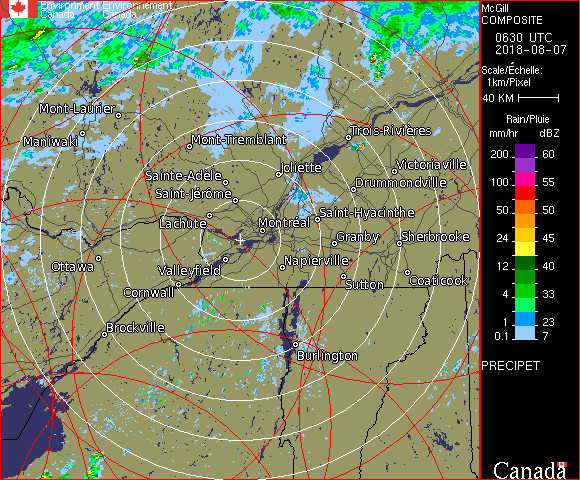 Environment Environnement
Canada Canada
McGill
COMPOSITE
0630 UTC
2018-08-07
Scale/Échelle:
1km/Pixel
40 KM
Rain/Pluie
mm/hr dBZ
200 60
150 57
100 55
50 50
24 45
12 40
4 33
1 23
0.1 7
PRECIPET
Canada
Mont-Laurier
Maniwaki
Mont-Tremblant
Trois-Rivières
Joliette
Victoriaville
Sainte-Adèle
Drummondville
Saint-Jérôme
Saint-Hyacinthe
Lachute
Montréal
Granby
Sherbrooke
Ottawa
Valleyfield
Napierville
Cornwall
Sutton
Coaticook
Brockville
Burlington